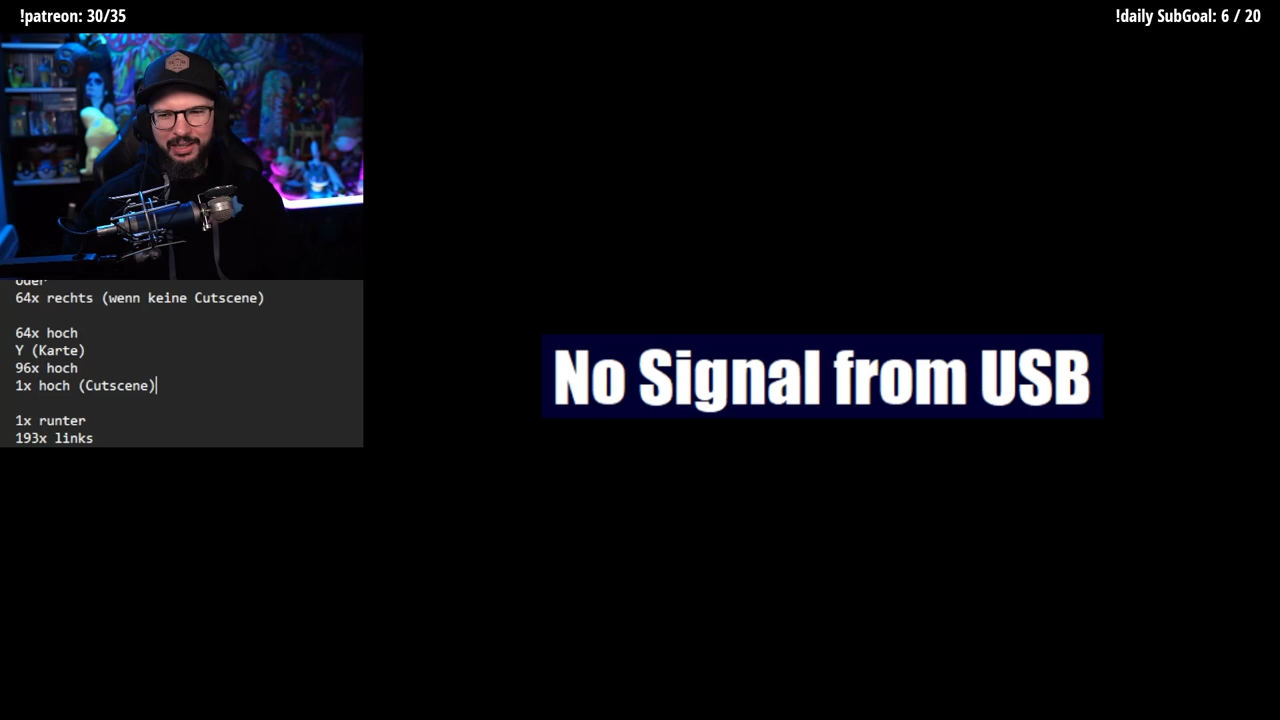 !patreon: 30/35
!daily SubGoal: 6 / 20
oder
64x rechts (wenn keine Cutscene)
64x hoch
Y (Karte)
96x hoch
1x hoch (Cutscene)
1x runter
193x links
No Signal from USB